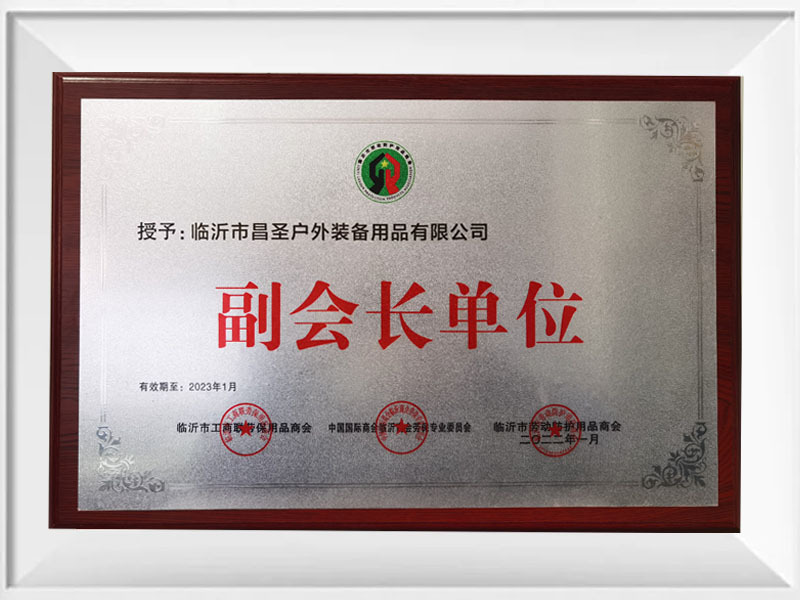 授予：临沂市昌圣户外装备用品有限公司
副会长单位
有效期至：2023年1月
临沂市工商联劳保用品商会 中国国际商会临沂商会劳保专业委员会 临沂市劳动防护用品商会
二〇二二年一月